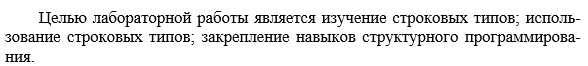 Целью лабораторной работы является изучение строковых типов; исполь-
зование строковых типов; закрепление навыков структурного программирова-
ния.